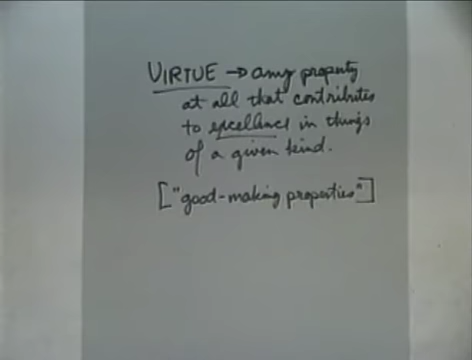 VIRTUE → any property
at all that contributes
to excellence in things
of a given kind.
["good-making properties"]